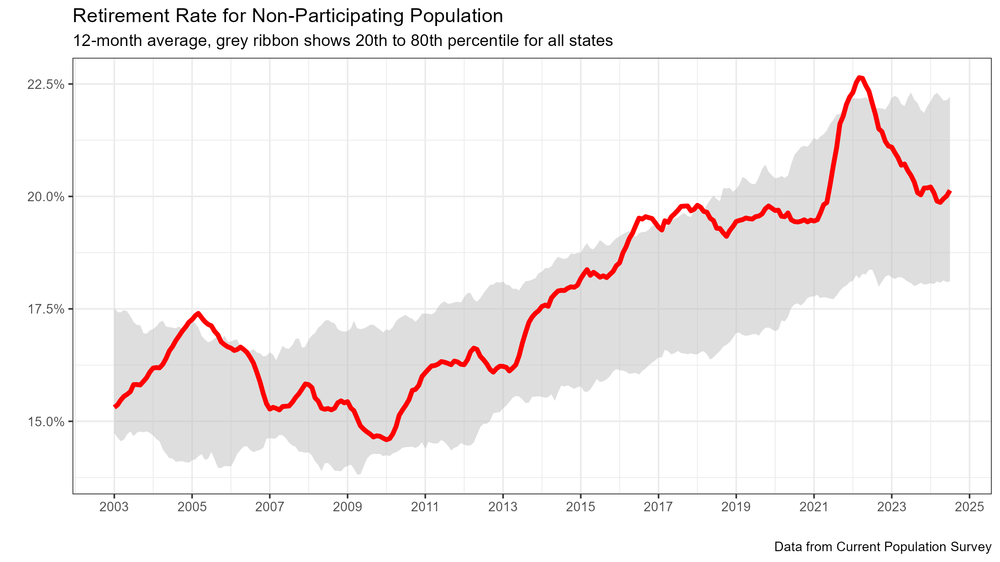 Retirement Rate for Non-Participating Population
12-month average, grey ribbon shows 20th to 80th percentile for all states
22.5%
20.0%
17.5%
15.0%
2003 2005 2007 2009 2011 2013 2015 2017 2019 2021 2023 2025
Data from Current Population Survey